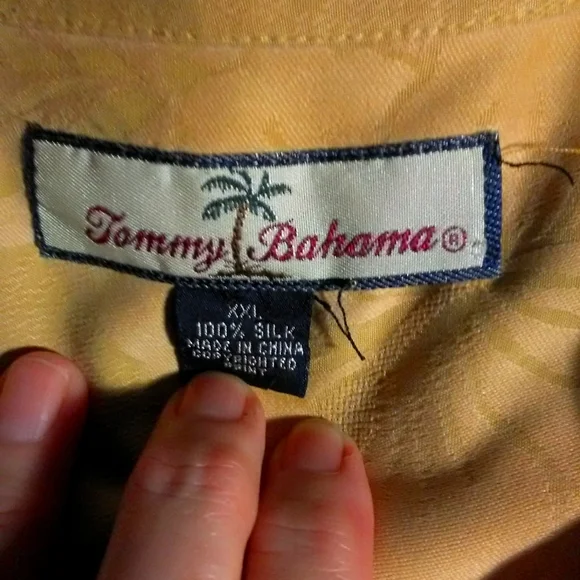 Tommy Bahama®
XXL
100% SILK
MADE IN CHINA
COPYRIGHTED
PRINT